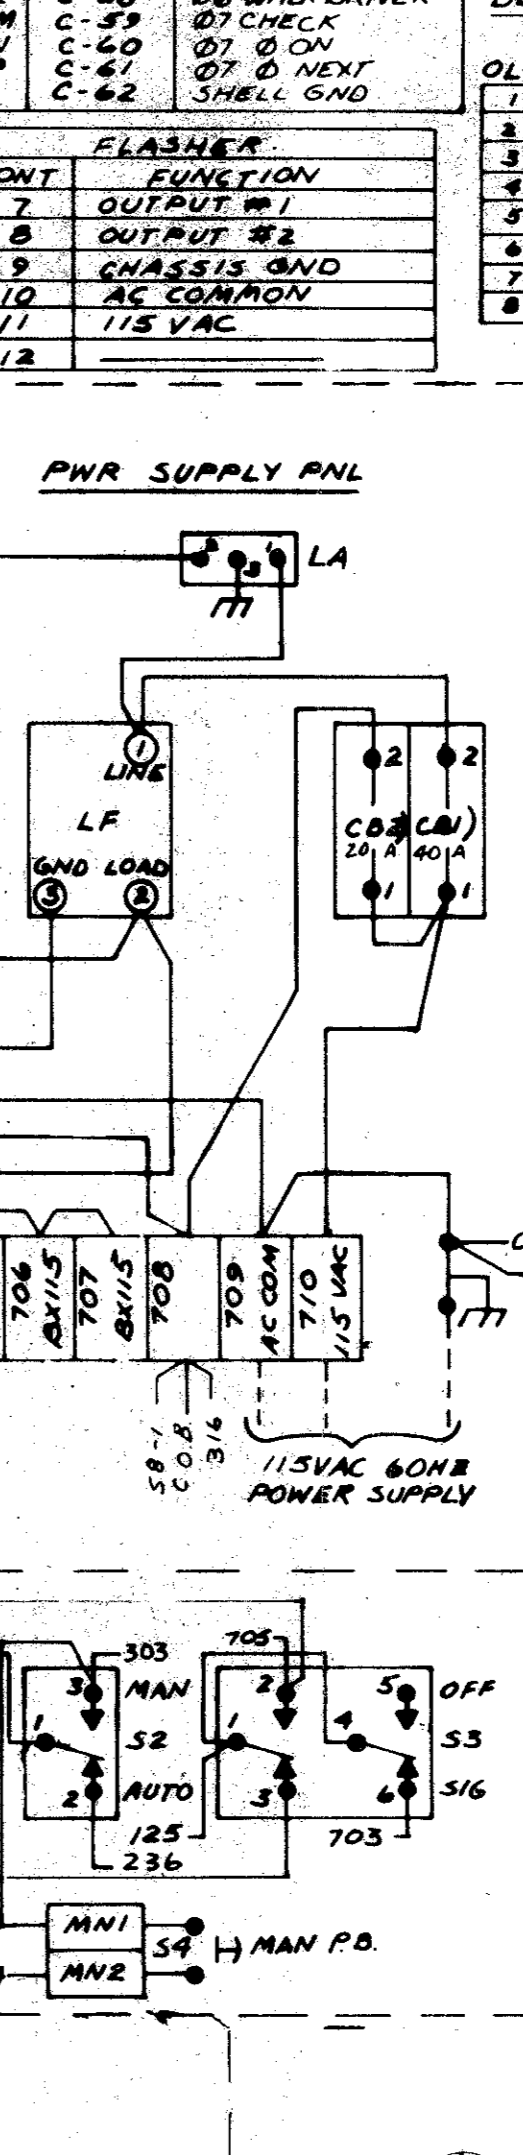 C-59 Ø7 CHECK
C-60 Ø7 Ø ON
C-61 Ø7 Ø NEXT
C-62 SHELL GND
OL
1
2
3
4
5
6
7
8
FLASHER.
FUNCTION
7 OUTPUT #1
8 OUTPUT #2
9 CHASSIS GND
10 AC COMMON
11 115 VAC
12
PWR SUPPLY PNL
2 3 1 LA
1
LINE
LF
GND LOAD
3 2
2 2
CB2 CB1)
20 A 40 A
1 1
706 BX115
707 BX115
708
709 AC COM
710 115 VAC
S8-1
C.O.B.
316
115VAC 60HZ
POWER SUPPLY
303 705
3 MAN 2 5 OFF
1 S2 1 4 S3
2 AUTO 3 6 S16
125 703
236
MN1
S4 MAN P.B.
MN2